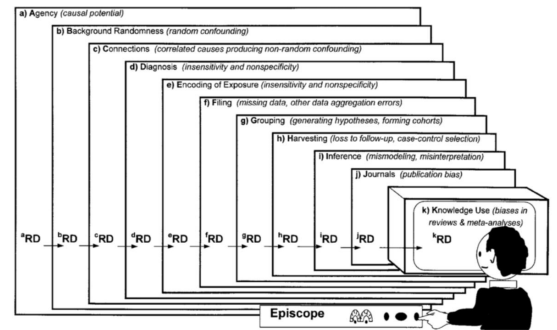 a) Agency (causal potential)
b) Background Randomness (random confounding)
c) Connections (correlated causes producing non-random confounding)
d) Diagnosis (insensitivity and nonspecificity)
e) Encoding of Exposure (insensitivity and nonspecificity)
f) Filing (missing data, other data aggregation errors)
g) Grouping (generating hypotheses, forming cohorts)
h) Harvesting (loss to follow-up, case-control selection)
i) Inference (mismodeling, misinterpretation)
j) Journals (publication bias)
k) Knowledge Use (biases in
reviews & meta-analyses)
aRD bRD cRD dRD eRD fRD gRD hRD iRD jRD kRD
Episcope